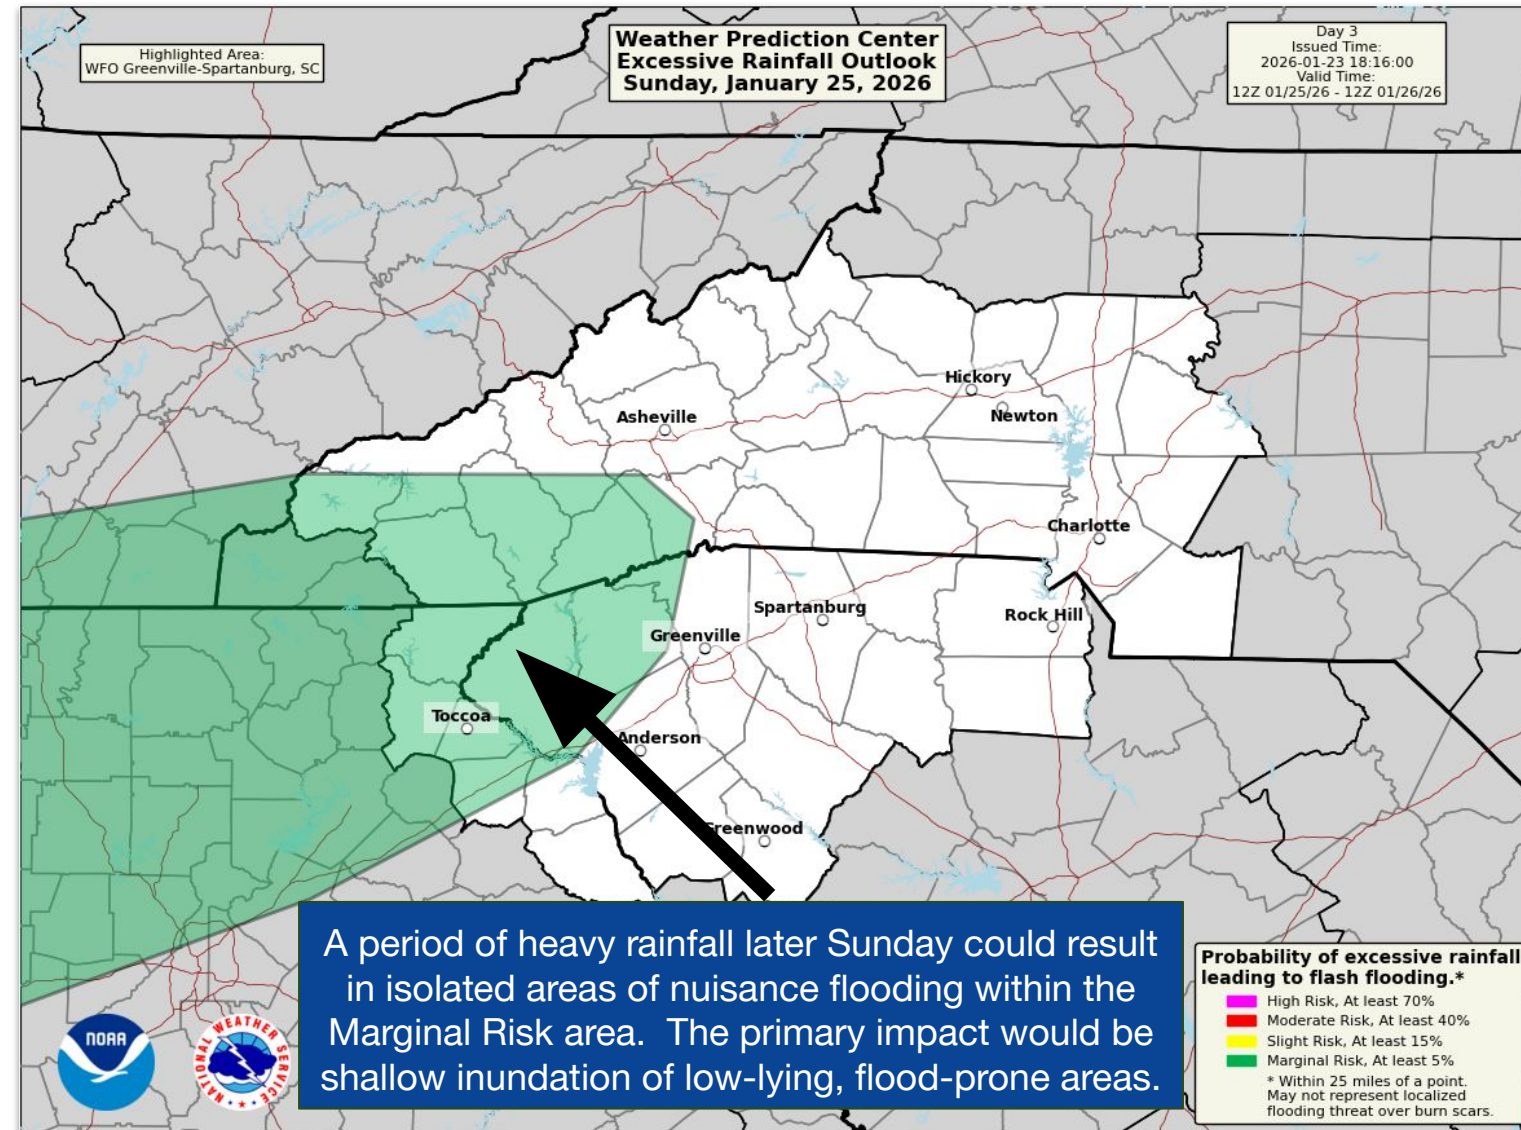 Highlighted Area:
WFO Greenville-Spartanburg, SC
Weather Prediction Center
Excessive Rainfall Outlook
Sunday, January 25, 2026
Day 3
Issued Time:
2026-01-23 18:16:00
Valid Time:
12Z 01/25/26 - 12Z 01/26/26
Hickory
Newton
Asheville
Charlotte
Spartanburg
Rock Hill
Greenville
Toccoa
Anderson
Greenwood
A period of heavy rainfall later Sunday could result
in isolated areas of nuisance flooding within the
Marginal Risk area. The primary impact would be
shallow inundation of low-lying, flood-prone areas.
NOAA
NATIONAL WEATHER SERVICE
Probability of excessive rainfall
leading to flash flooding.*
High Risk, At least 70%
Moderate Risk, At least 40%
Slight Risk, At least 15%
Marginal Risk, At least 5%
* Within 25 miles of a point.
May not represent localized
flooding threat over burn scars.